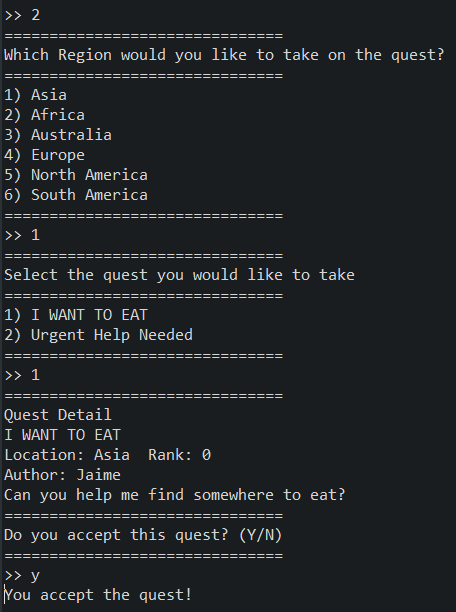 >> 2
===============================
Which Region would you like to take on the quest?
===============================
1) Asia
2) Africa
3) Australia
4) Europe
5) North America
6) South America
===============================
>> 1
===============================
Select the quest you would like to take
===============================
1) I WANT TO EAT
2) Urgent Help Needed
===============================
>> 1
===============================
Quest Detail
I WANT TO EAT
Location: Asia  Rank: 0
Author: Jaime
Can you help me find somewhere to eat?
===============================
Do you accept this quest? (Y/N)
===============================
>> y
You accept the quest!